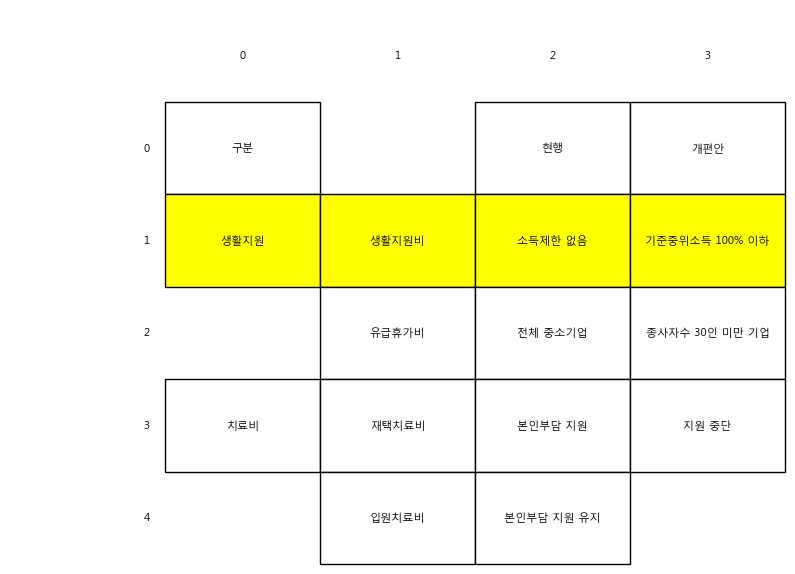 0 1 2 3
0 구분 현행 개편안
1 생활지원 생활지원비 소득제한 없음 기준중위소득 100% 이하
2 유급휴가비 전체 중소기업 종사자수 30인 미만 기업
3 치료비 재택치료비 본인부담 지원 지원 중단
4 입원치료비 본인부담 지원 유지